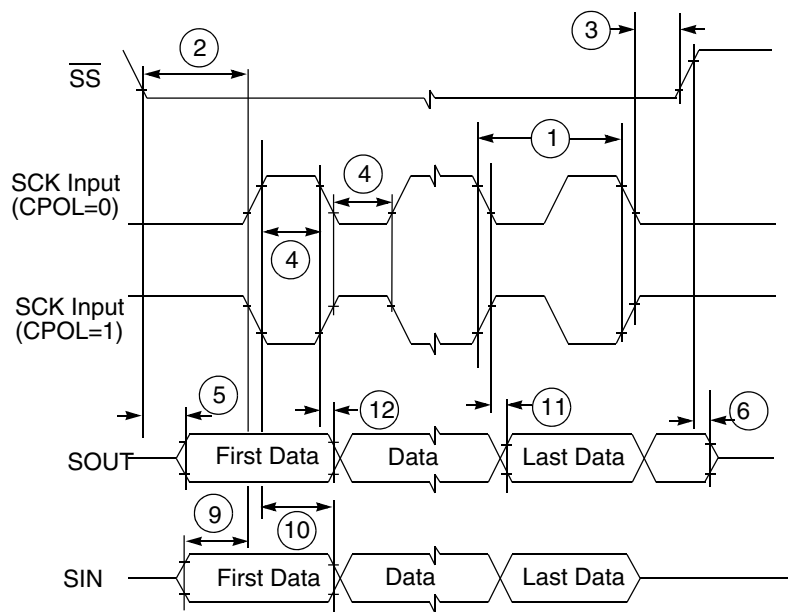 2
3
SS
1
SCK Input
(CPOL=0)
4
4
SCK Input
(CPOL=1)
5
12
11
6
SOUT
First Data
Data
Last Data
9
10
SIN
First Data
Data
Last Data